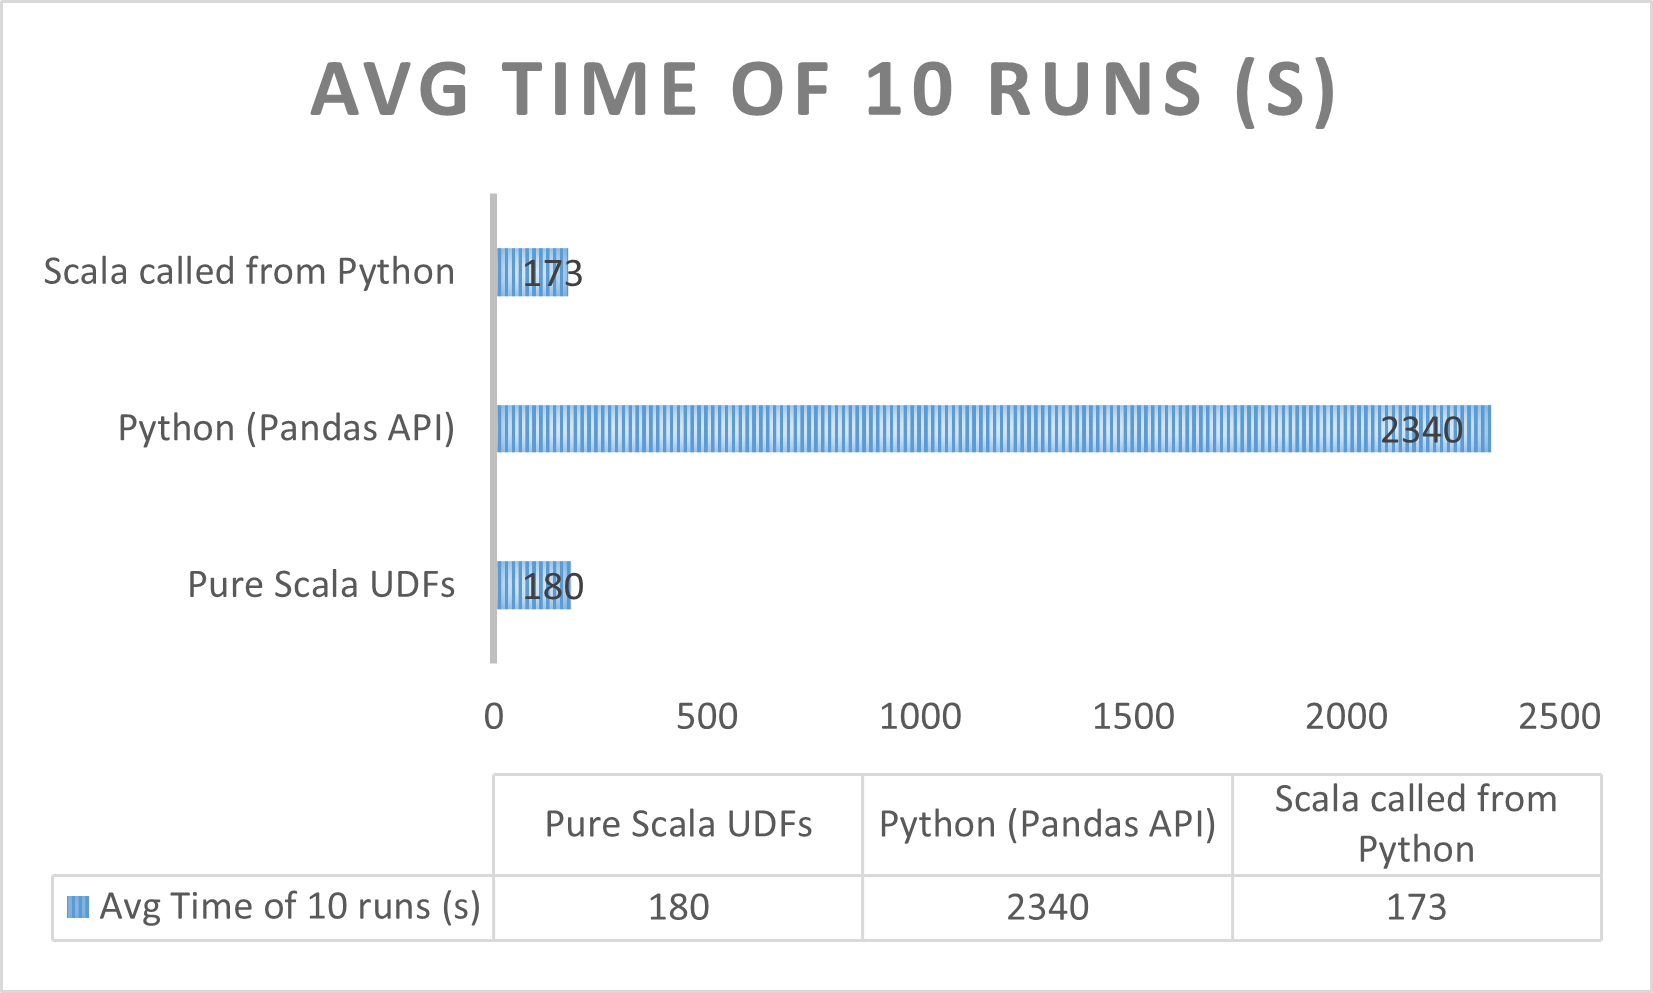 AVG TIME OF 10 RUNS (S)
Scala called from Python
173
Python (Pandas API)
2340
Pure Scala UDFs
180
0 500 1000 1500 2000 2500
Pure Scala UDFs Python (Pandas API) Scala called from
Python
Avg Time of 10 runs (s) 180 2340 173